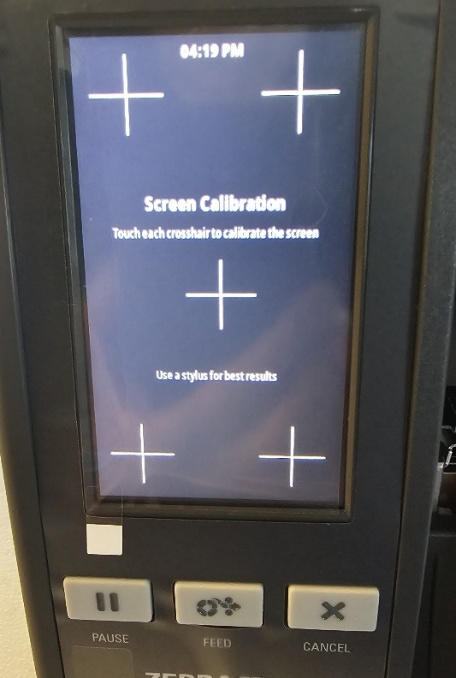 04:19 PM
Screen Calibration
Touch each crosshair to calibrate the screen
Use a stylus for best results
PAUSE
FEED
CANCEL
ZEBRA